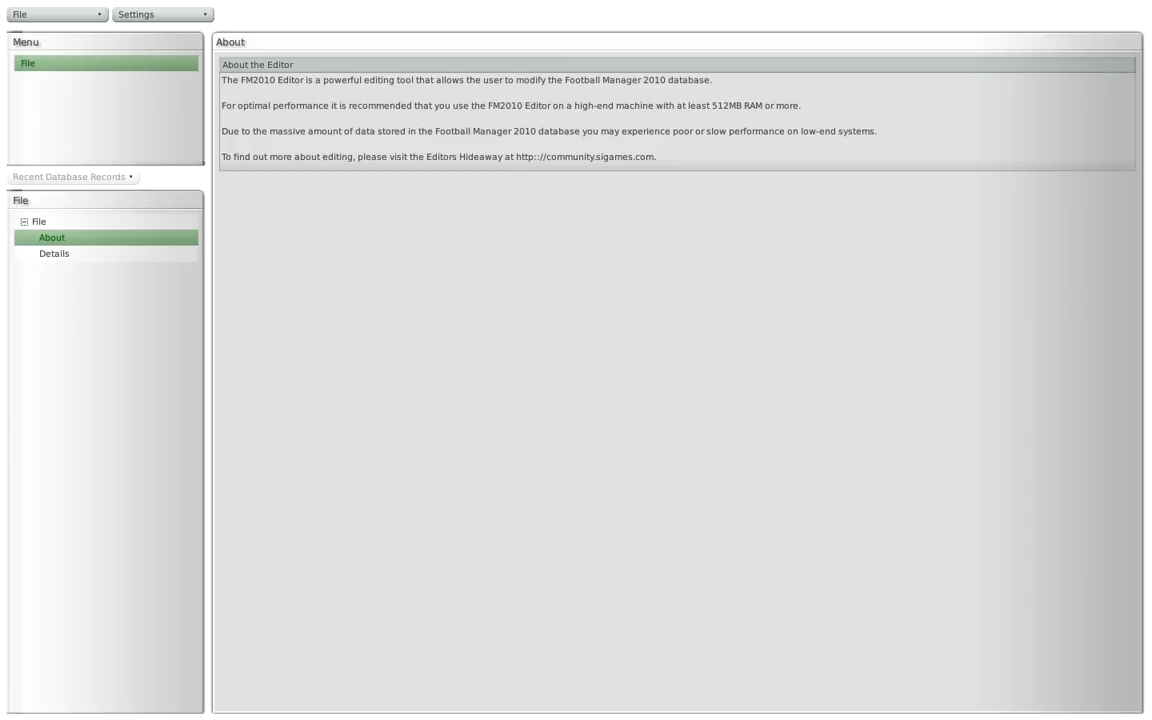 File
Settings
Menu
File
Recent Database Records
File
File
About
Details
About
About the Editor
The FM2010 Editor is a powerful editing tool that allows the user to modify the Football Manager 2010 database.
For optimal performance it is recommended that you use the FM2010 Editor on a high-end machine with at least 512MB RAM or more.
Due to the massive amount of data stored in the Football Manager 2010 database you may experience poor or slow performance on low-end systems.
To find out more about editing, please visit the Editors Hideaway at http:://community.sigames.com.